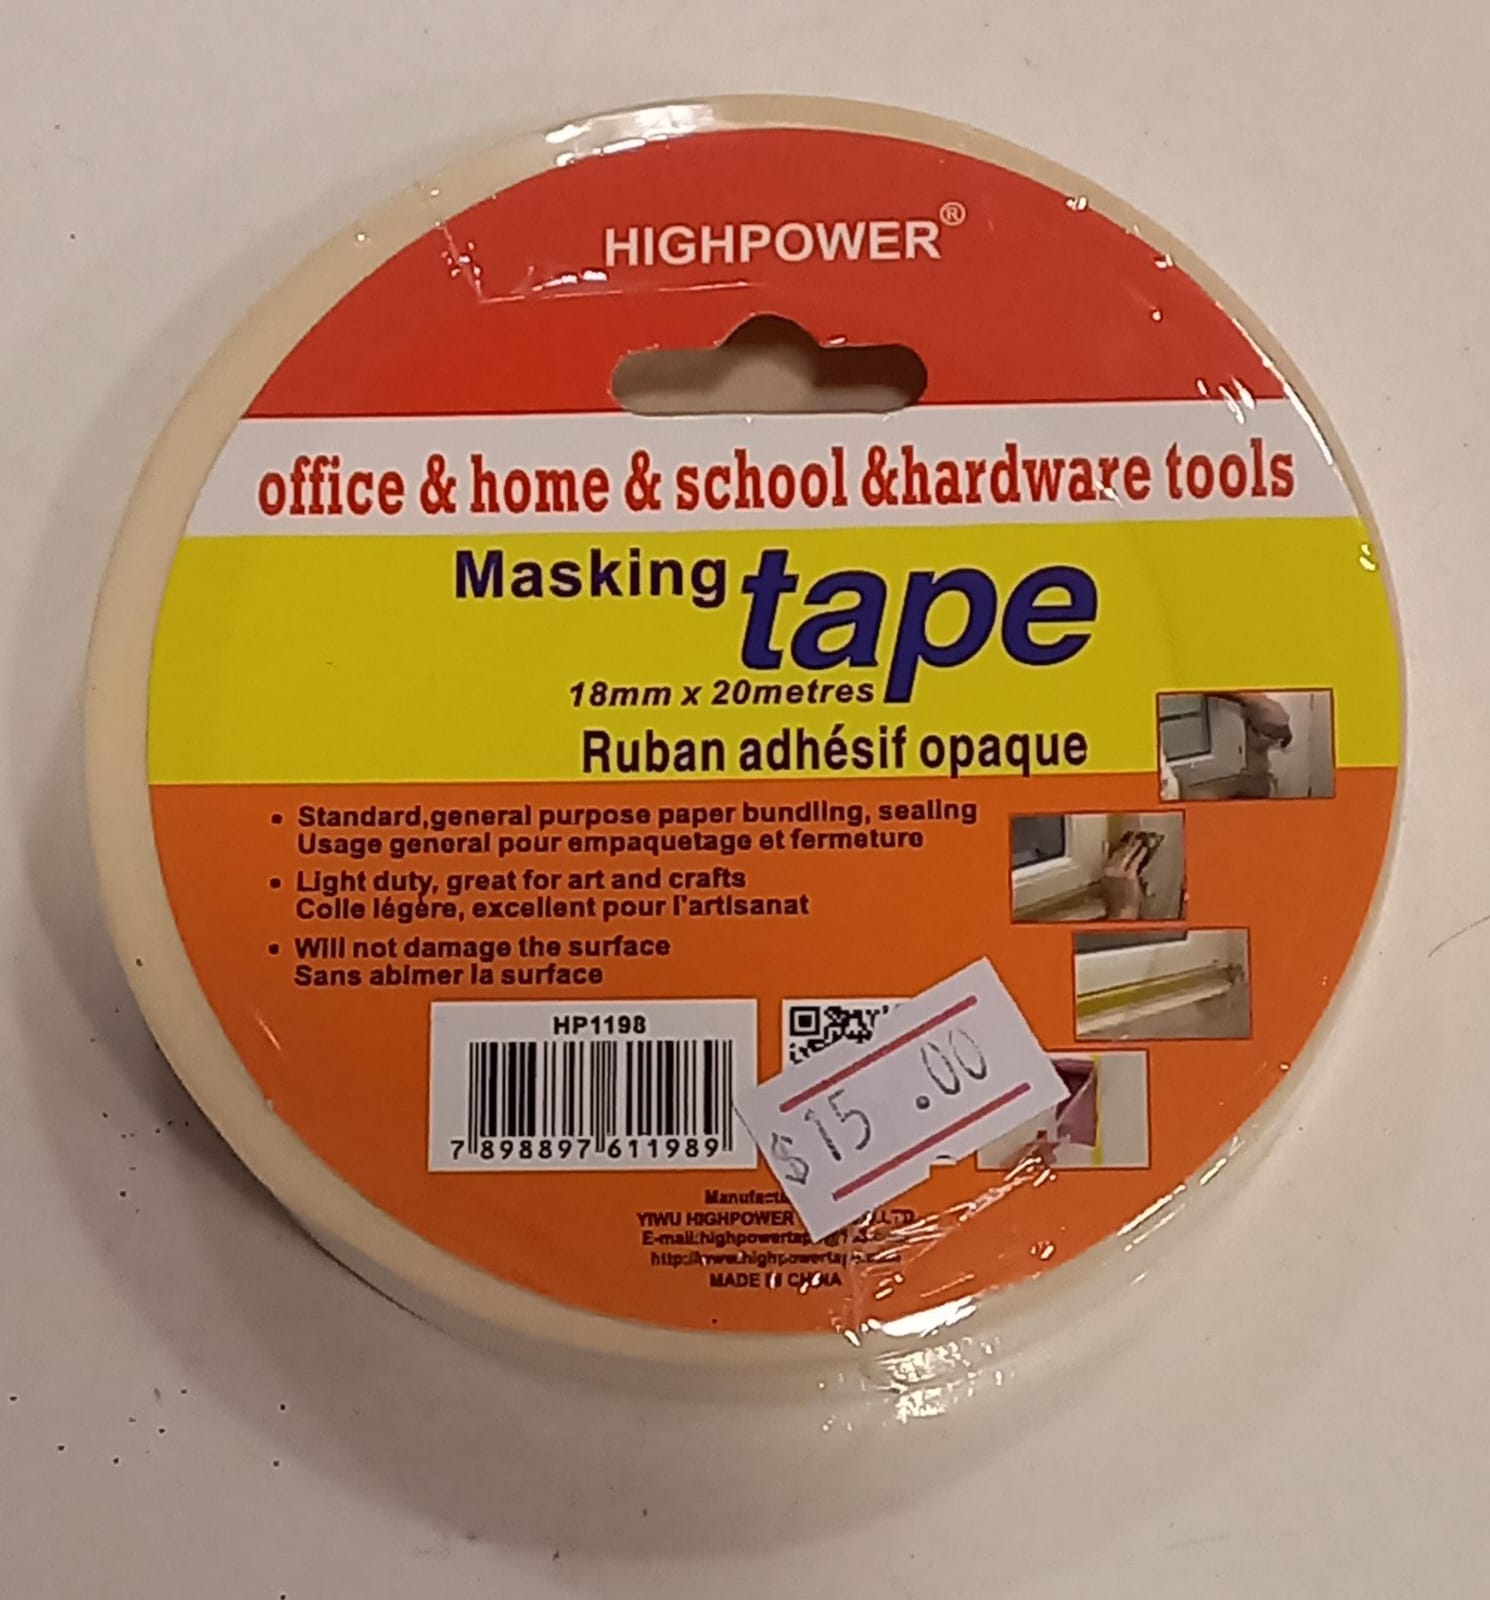 HIGHPOWER®
office & home & school &hardware tools
Masking tape
18mm x 20metres
Ruban adhésif opaque
• Standard,general purpose paper bundling, sealing
Usage general pour empaquetage et fermeture
• Light duty, great for art and crafts
Colle légère, excellent pour l'artisanat
• Will not damage the surface
Sans abimer la surface
HP1198
7 898897 611989
$15.00
YIWU HIGHPOWER
MADE IN CHINA